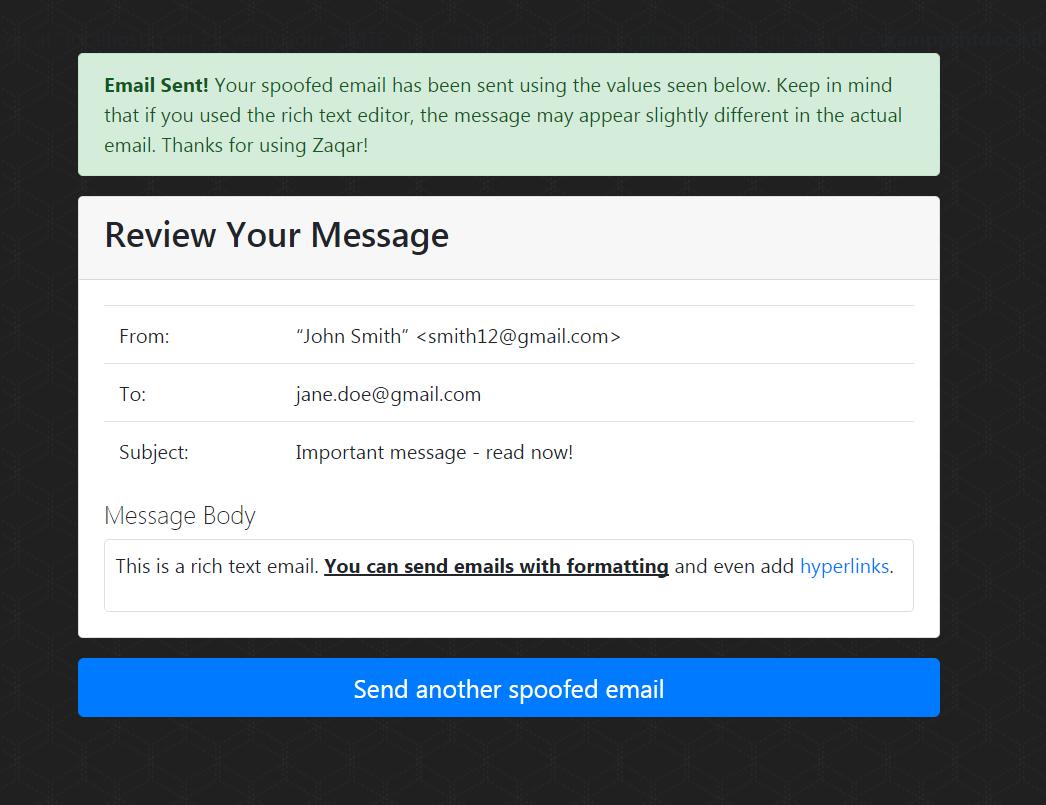 Email Sent! Your spoofed email has been sent using the values seen below. Keep in mind
that if you used the rich text editor, the message may appear slightly different in the actual
email. Thanks for using Zaqar!
Review Your Message
From: “John Smith” <smith12@gmail.com>
To: jane.doe@gmail.com
Subject: Important message - read now!
Message Body
This is a rich text email. You can send emails with formatting and even add hyperlinks.
Send another spoofed email